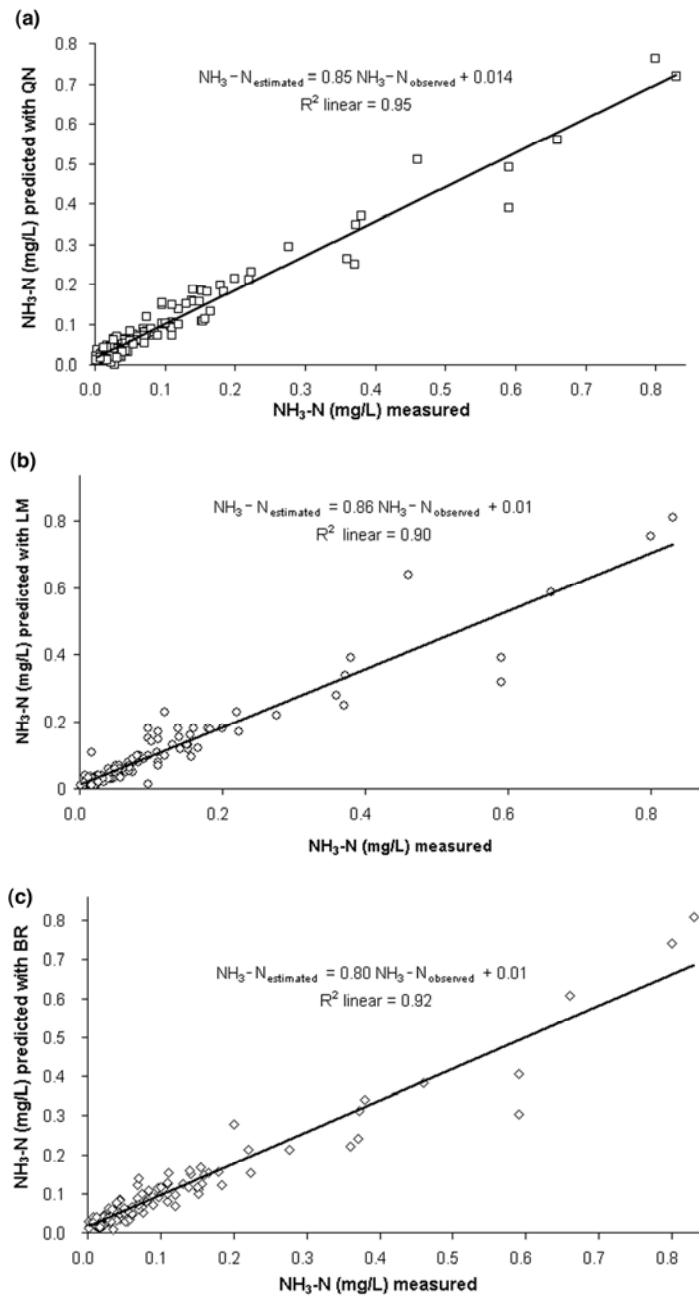 (a)
0.8
0.7
0.6
0.5
0.4
0.3
0.2
0.1
0.0
NH₃-N (mg/L) predicted with QN
NH₃ – N estimated = 0.85 NH₃ – N observed + 0.014
R² linear = 0.95
0.0 0.1 0.2 0.3 0.4 0.5 0.6 0.7 0.8
NH₃-N (mg/L) measured
(b)
0.8
0.6
0.4
0.2
0
NH₃-N (mg/L) predicted with LM
NH₃ – N estimated = 0.86 NH₃ – N observed + 0.01
R² linear = 0.90
0.0 0.2 0.4 0.6 0.8
NH₃-N (mg/L) measured
(c)
0.8
0.7
0.6
0.5
0.4
0.3
0.2
0.1
0.0
NH₃-N (mg/L) predicted with BR
NH₃ – N estimated = 0.80 NH₃ – N observed + 0.01
R² linear = 0.92
0.0 0.1 0.2 0.3 0.4 0.5 0.6 0.7 0.8
NH₃-N (mg/L) measured